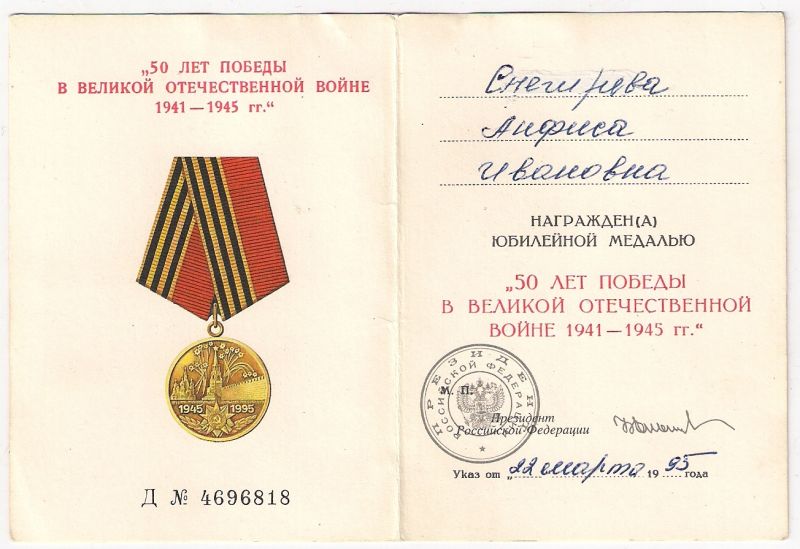 „50 ЛЕТ ПОБЕДЫ
В ВЕЛИКОЙ ОТЕЧЕСТВЕННОЙ ВОЙНЕ
1941—1945 гг.“
1945 1995
Д № 4696818
Снегирева
Анфиса
Ивановна
НАГРАЖДЕН(А)
ЮБИЛЕЙНОЙ МЕДАЛЬЮ
„50 ЛЕТ ПОБЕДЫ
В ВЕЛИКОЙ ОТЕЧЕСТВЕННОЙ
ВОЙНЕ 1941—1945 гг.“
ПРЕЗИДЕНТ
РОССИЙСКОЙ ФЕДЕРАЦИИ
М. П.
Президент
Российской Федерации
Указ от „22 марта 1995 года